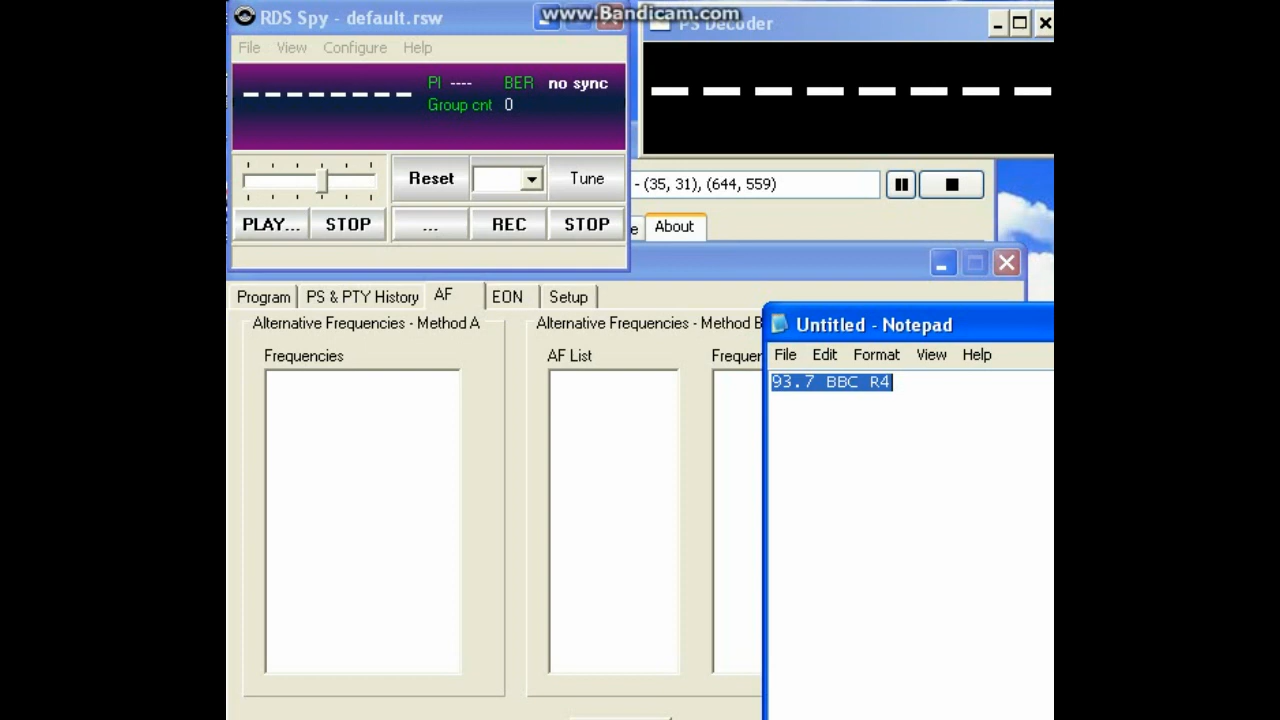 RDS Spy - default.rsw
www.Bandicam.com
PS Decoder
File View Configure Help
PI ---- BER no sync
Group cnt 0
Reset
Tune
- (35, 31), (644, 559)
PLAY... STOP ... REC STOP
e About
Program PS & PTY History AF EON Setup
Alternative Frequencies - Method A
Alternative Frequencies - Method B
Untitled - Notepad
Frequencies
AF List
Frequen
File Edit Format View Help
93.7 BBC R4